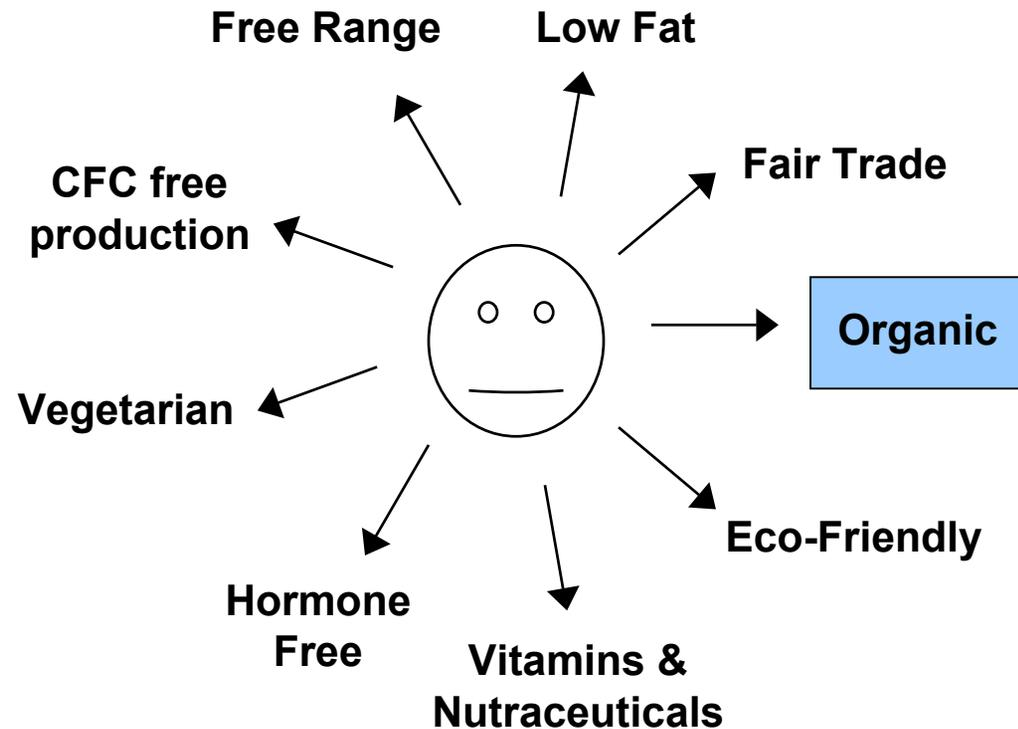 Free Range
Low Fat
CFC free
production
Fair Trade
Organic
Vegetarian
Eco-Friendly
Hormone
Free
Vitamins &
Nutraceuticals